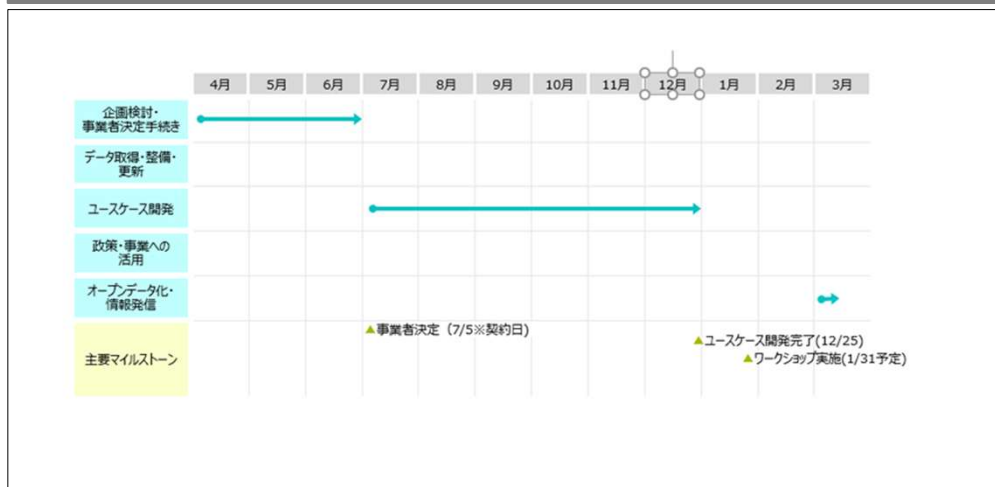 4月 5月 6月 7月 8月 9月 10月 11月 12月 1月 2月 3月
企画検討・
事業者決定手続き
データ取得・整備・
更新
ユースケース開発
政策・事業への
活用
オープンデータ化・
情報発信
主要マイルストーン
▲事業者決定（7/5※契約日)
▲ユースケース開発完了(12/25)
▲ワークショップ実施(1/31予定)